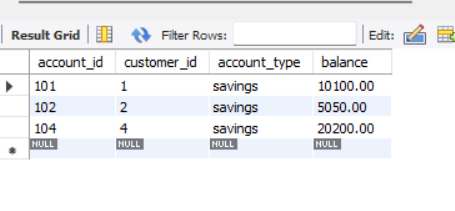 Result Grid Filter Rows: Edit:
account_id customer_id account_type balance
101 1 savings 10100.00
102 2 savings 5050.00
104 4 savings 20200.00
NULL NULL NULL NULL